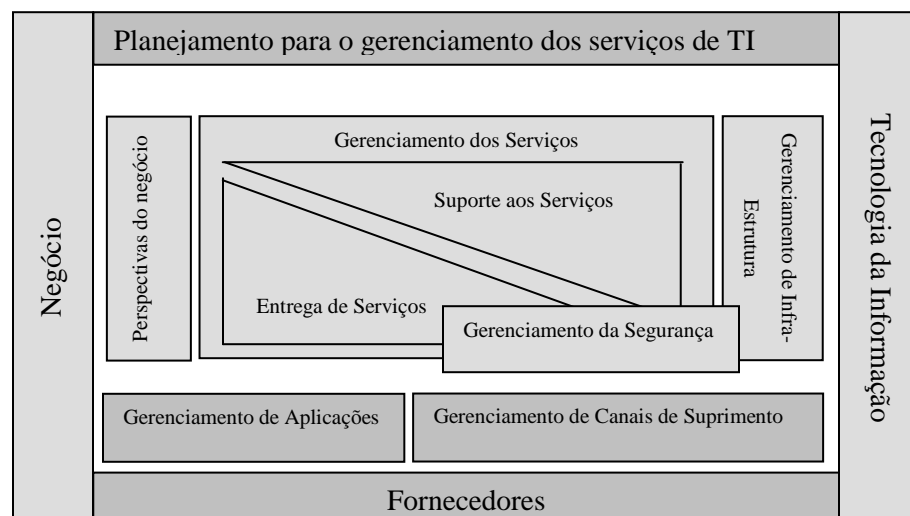 Planejamento para o gerenciamento dos serviços de TI
Negócio
Perspectivas do negócio
Gerenciamento dos Serviços
Suporte aos Serviços
Entrega de Serviços
Gerenciamento da Segurança
Gerenciamento de Infra-
Estrutura
Tecnologia da Informação
Gerenciamento de Aplicações
Gerenciamento de Canais de Suprimento
Fornecedores